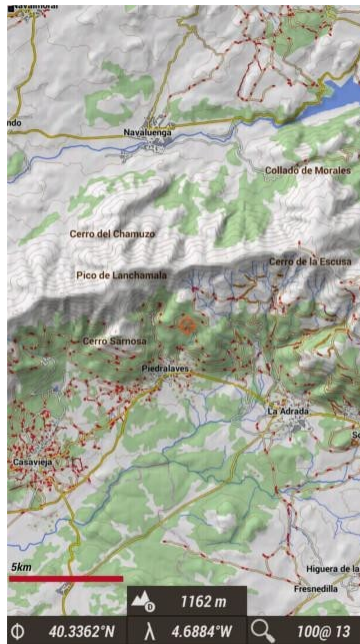 Navalmoral
ndo
Navaluenga
Collado de Morales
Cerro del Chamuzo
Cerro de la Escusa
Pico de Lanchamala
Cerro Sarnosa
Piedralaves
La Adrada
Casavieja
So
5km
Higuera de la
Fresnedilla
D
1162 m
Φ 40.3362°N λ 4.6884°W 100@ 13